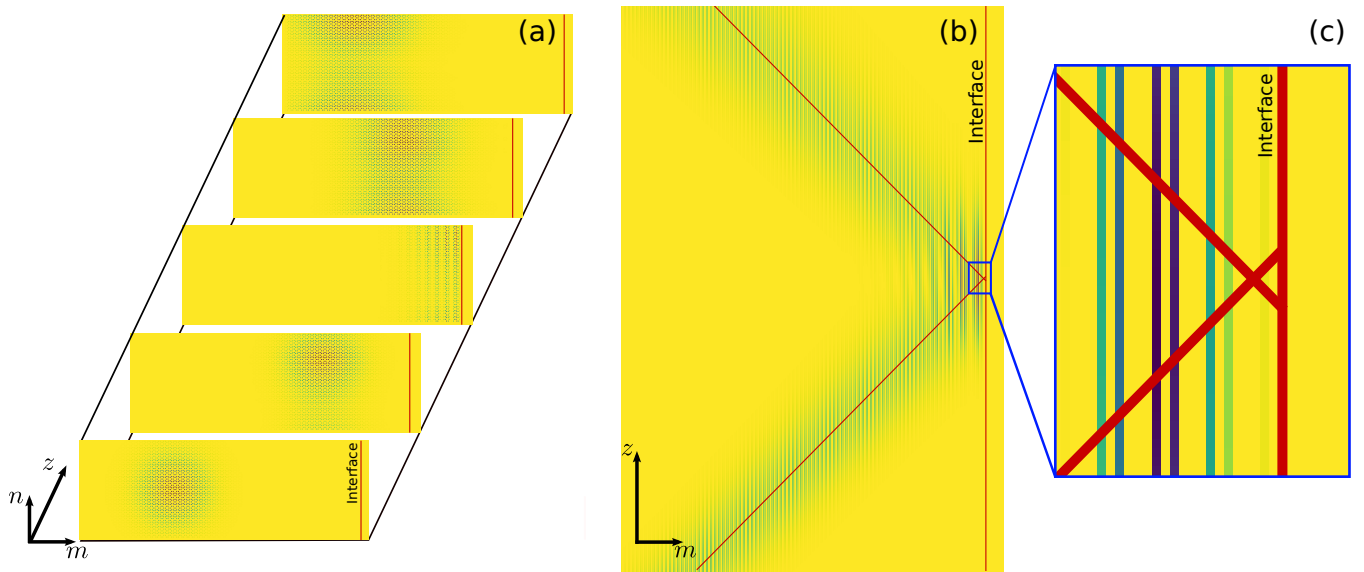 (a)
Interface
n
z
m
(b)
Interface
z
m
(c)
Interface